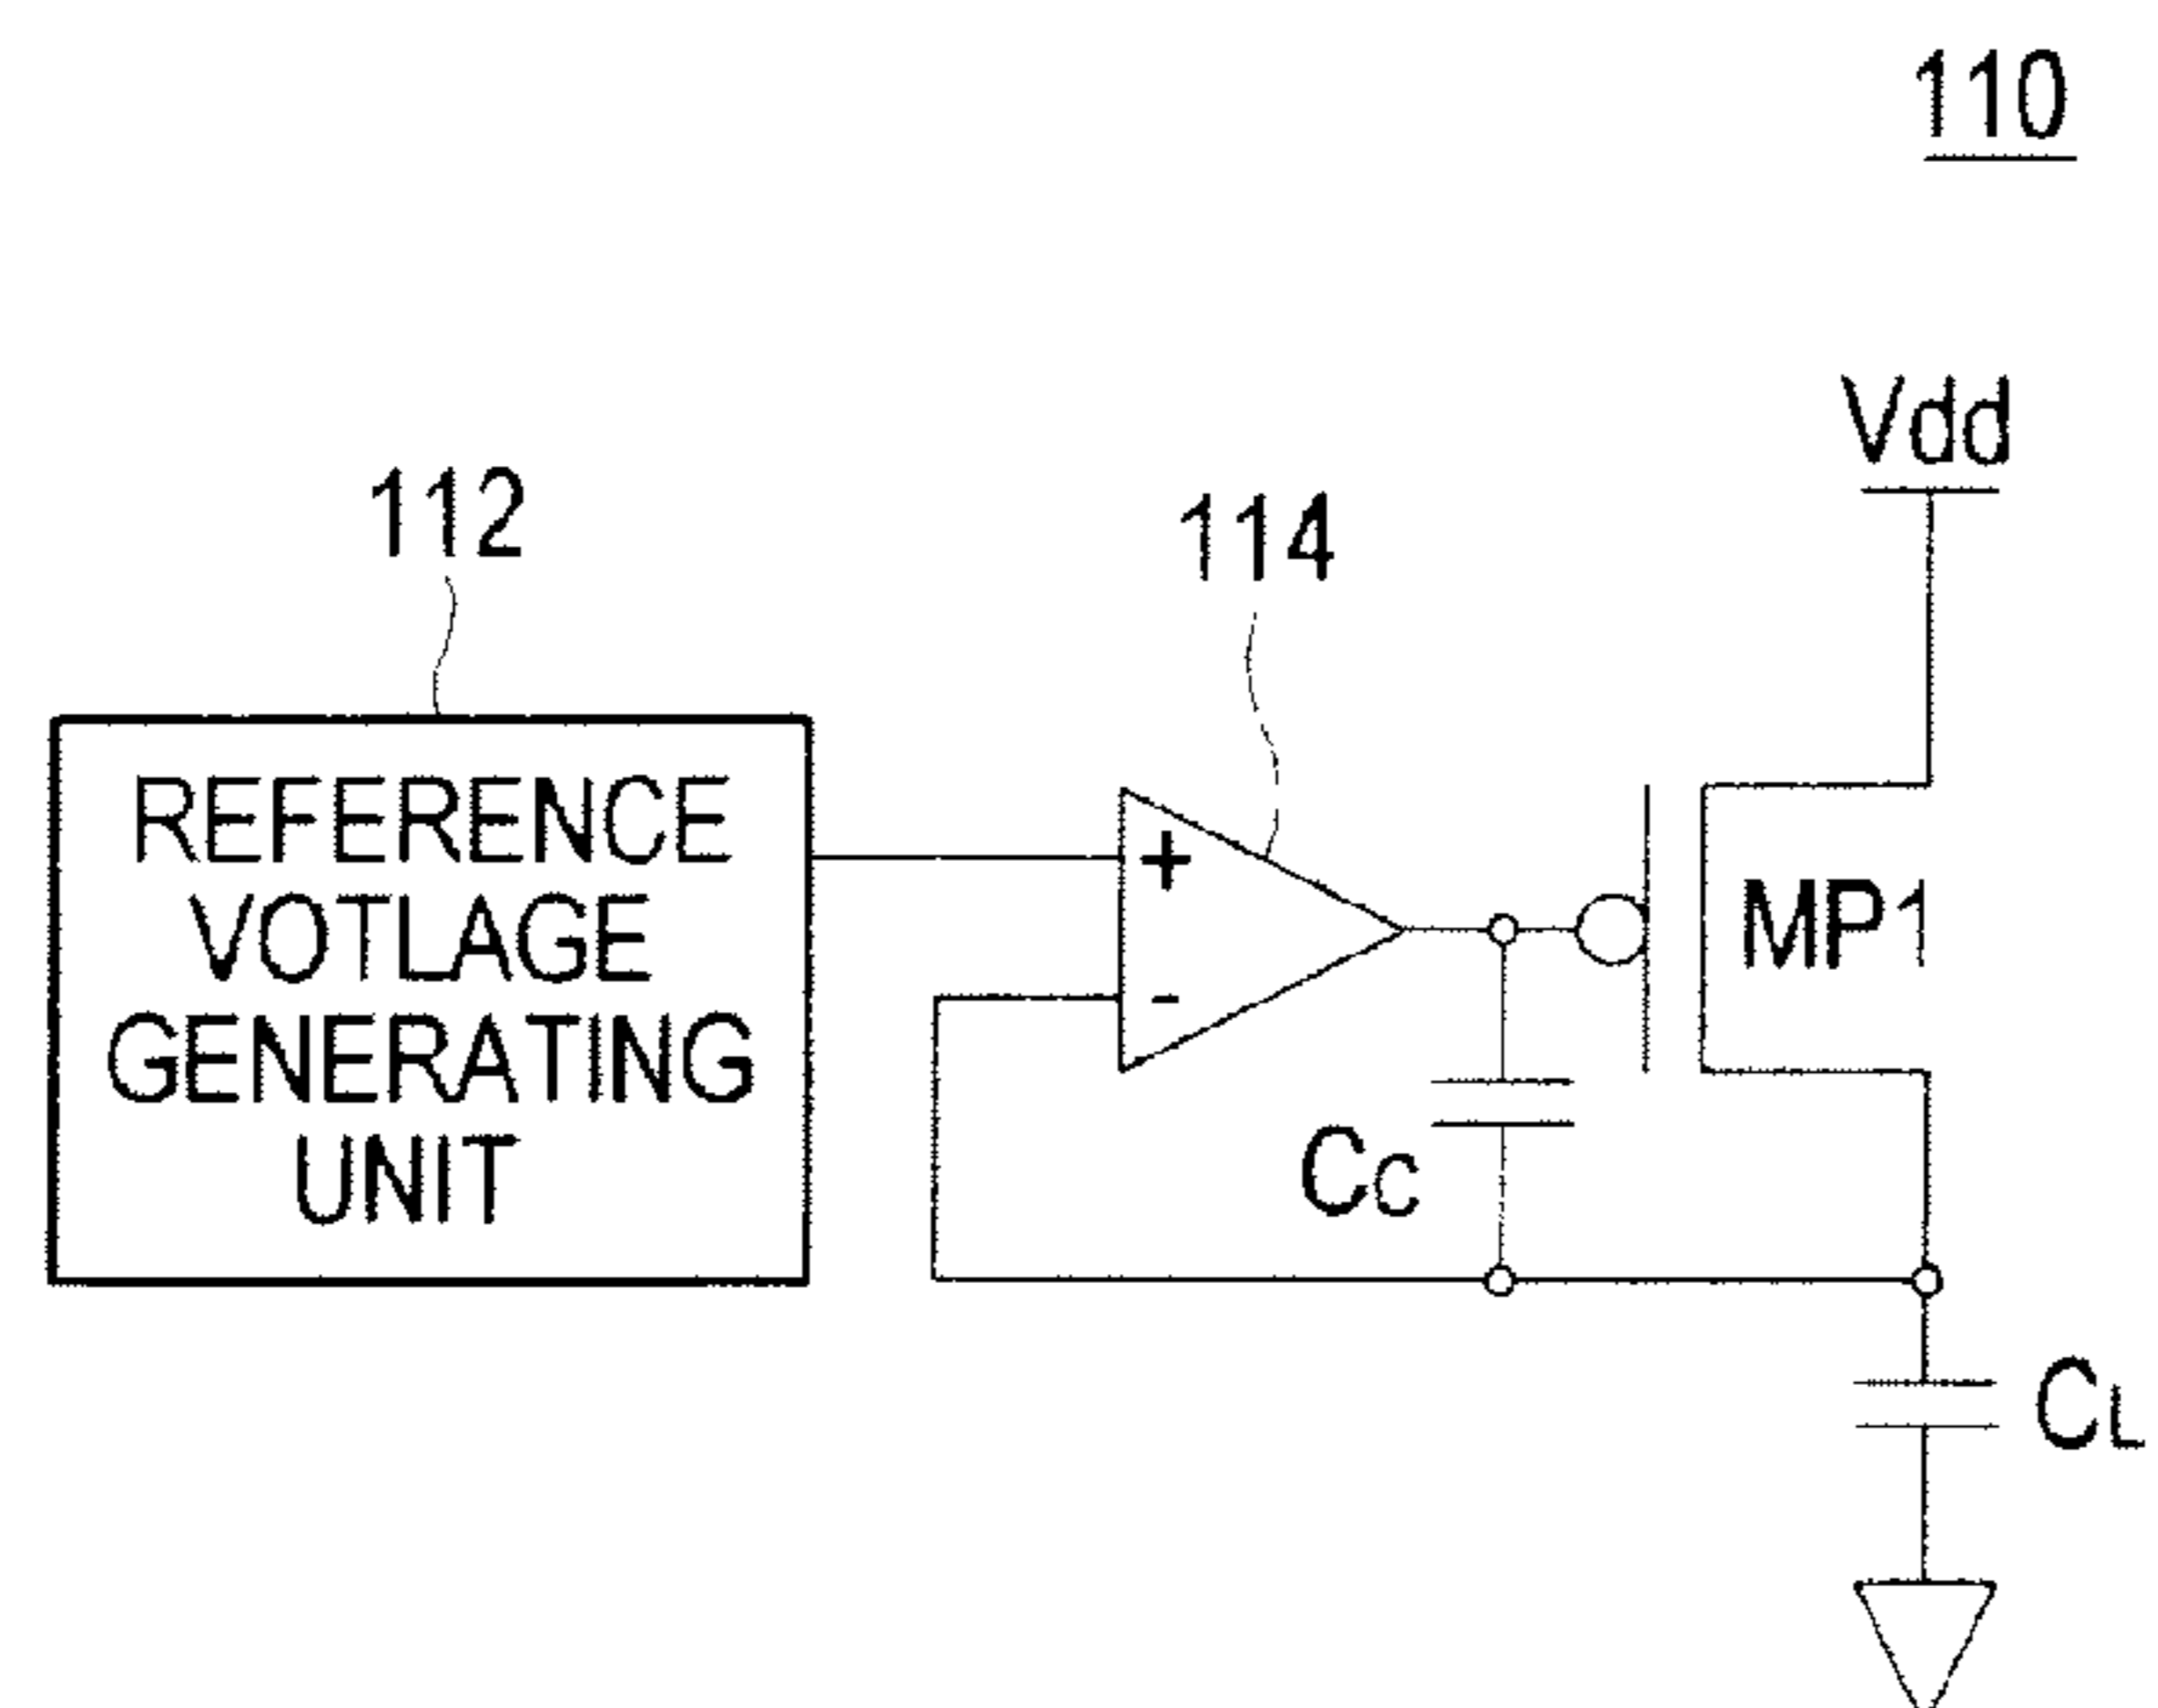 110
Vdd
112
114
REFERENCE
VOTLAGE
GENERATING
UNIT
+
-
MP1
Cc
CL